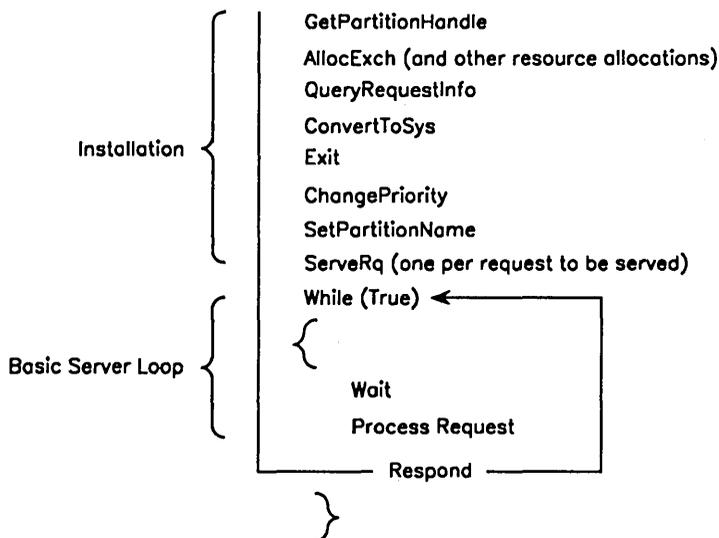 GetPartitionHandle
AllocExch (and other resource allocations)
QueryRequestInfo
ConvertToSys
Installation
Exit
ChangePriority
SetPartitionName
ServeRq (one per request to be served)
While (True)
{
Basic Server Loop
Wait
Process Request
Respond
}